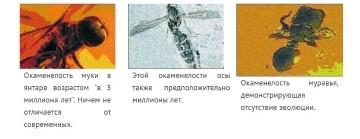 Окаменелость мухи в
янтаре возрастом "в 3
миллиона лет". Ничем не
отличается от
современных.
Этой окаменелости осы
также предположительно
миллионы лет.
Окаменелость муравья,
демонстрирующая
отсутствие эволюции.